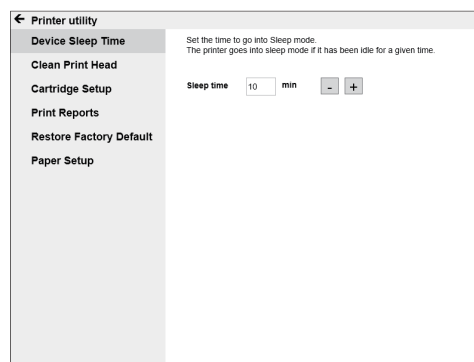 ← Printer utility
Device Sleep Time
Clean Print Head
Cartridge Setup
Print Reports
Restore Factory Default
Paper Setup
Set the time to go into Sleep mode.
The printer goes into sleep mode if it has been idle for a given time.
Sleep time 10 min - +